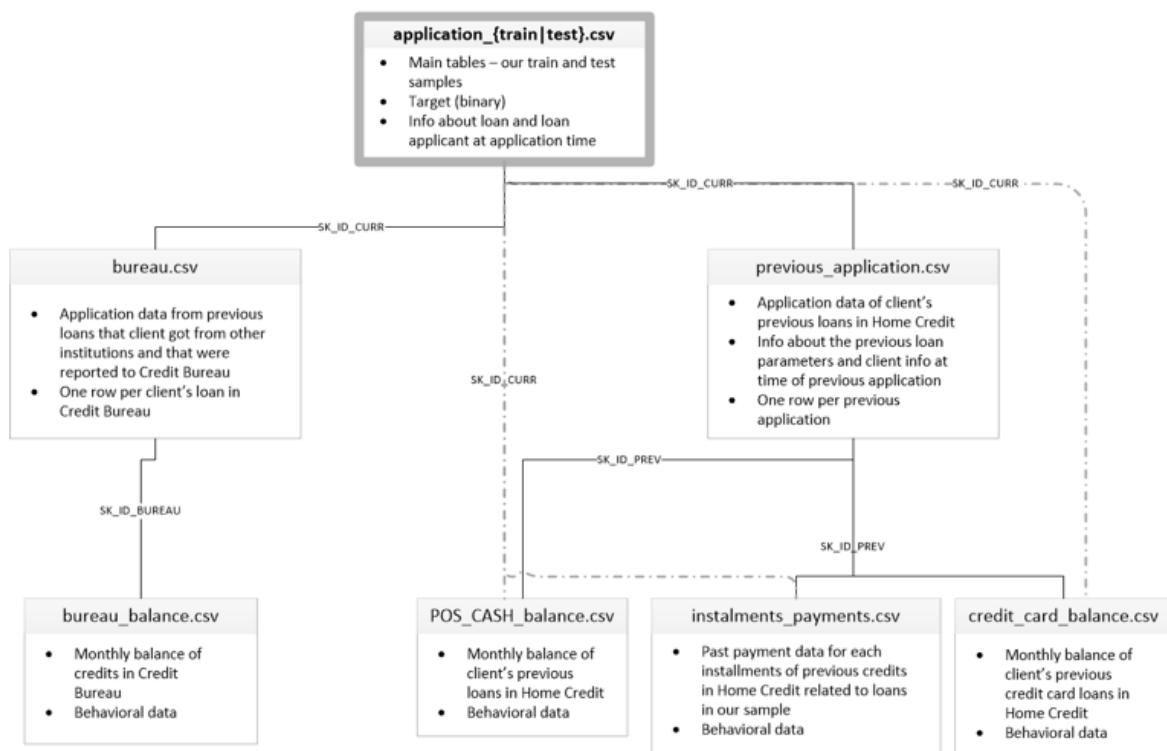 application_{train|test}.csv
• Main tables – our train and test
samples
• Target (binary)
• Info about loan and loan
applicant at application time
SK_ID_CURR
SK_ID_CURR
SK_ID_CURR
bureau.csv
• Application data from previous
loans that client got from other
institutions and that were
reported to Credit Bureau
• One row per client's loan in
Credit Bureau
previous_application.csv
• Application data of client's
previous loans in Home Credit
• Info about the previous loan
parameters and client info at
time of previous application
• One row per previous
application
SK_ID_CURR
SK_ID_PREV
SK_ID_BUREAU
SK_ID_PREV
bureau_balance.csv
• Monthly balance of
credits in Credit
Bureau
• Behavioral data
POS_CASH_balance.csv
• Monthly balance of
client's previous
loans in Home Credit
• Behavioral data
instalments_payments.csv
• Past payment data for each
installments of previous credits
in Home Credit related to loans
in our sample
• Behavioral data
credit_card_balance.csv
• Monthly balance of
client's previous
credit card loans in
Home Credit
• Behavioral data